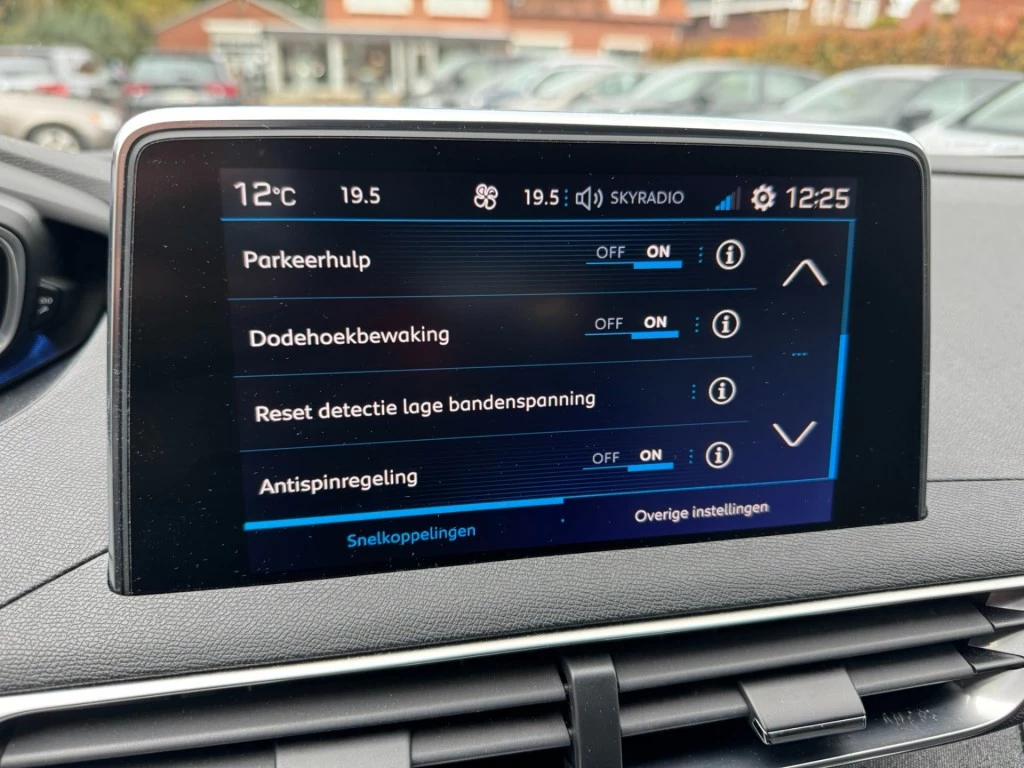 12°C 19.5 19.5 SKYRADIO 12:25
Parkeerhulp OFF ON
Dodehoekbewaking OFF ON
Reset detectie lage bandenspanning
Antispinregeling OFF ON
Snelkoppelingen Overige instellingen